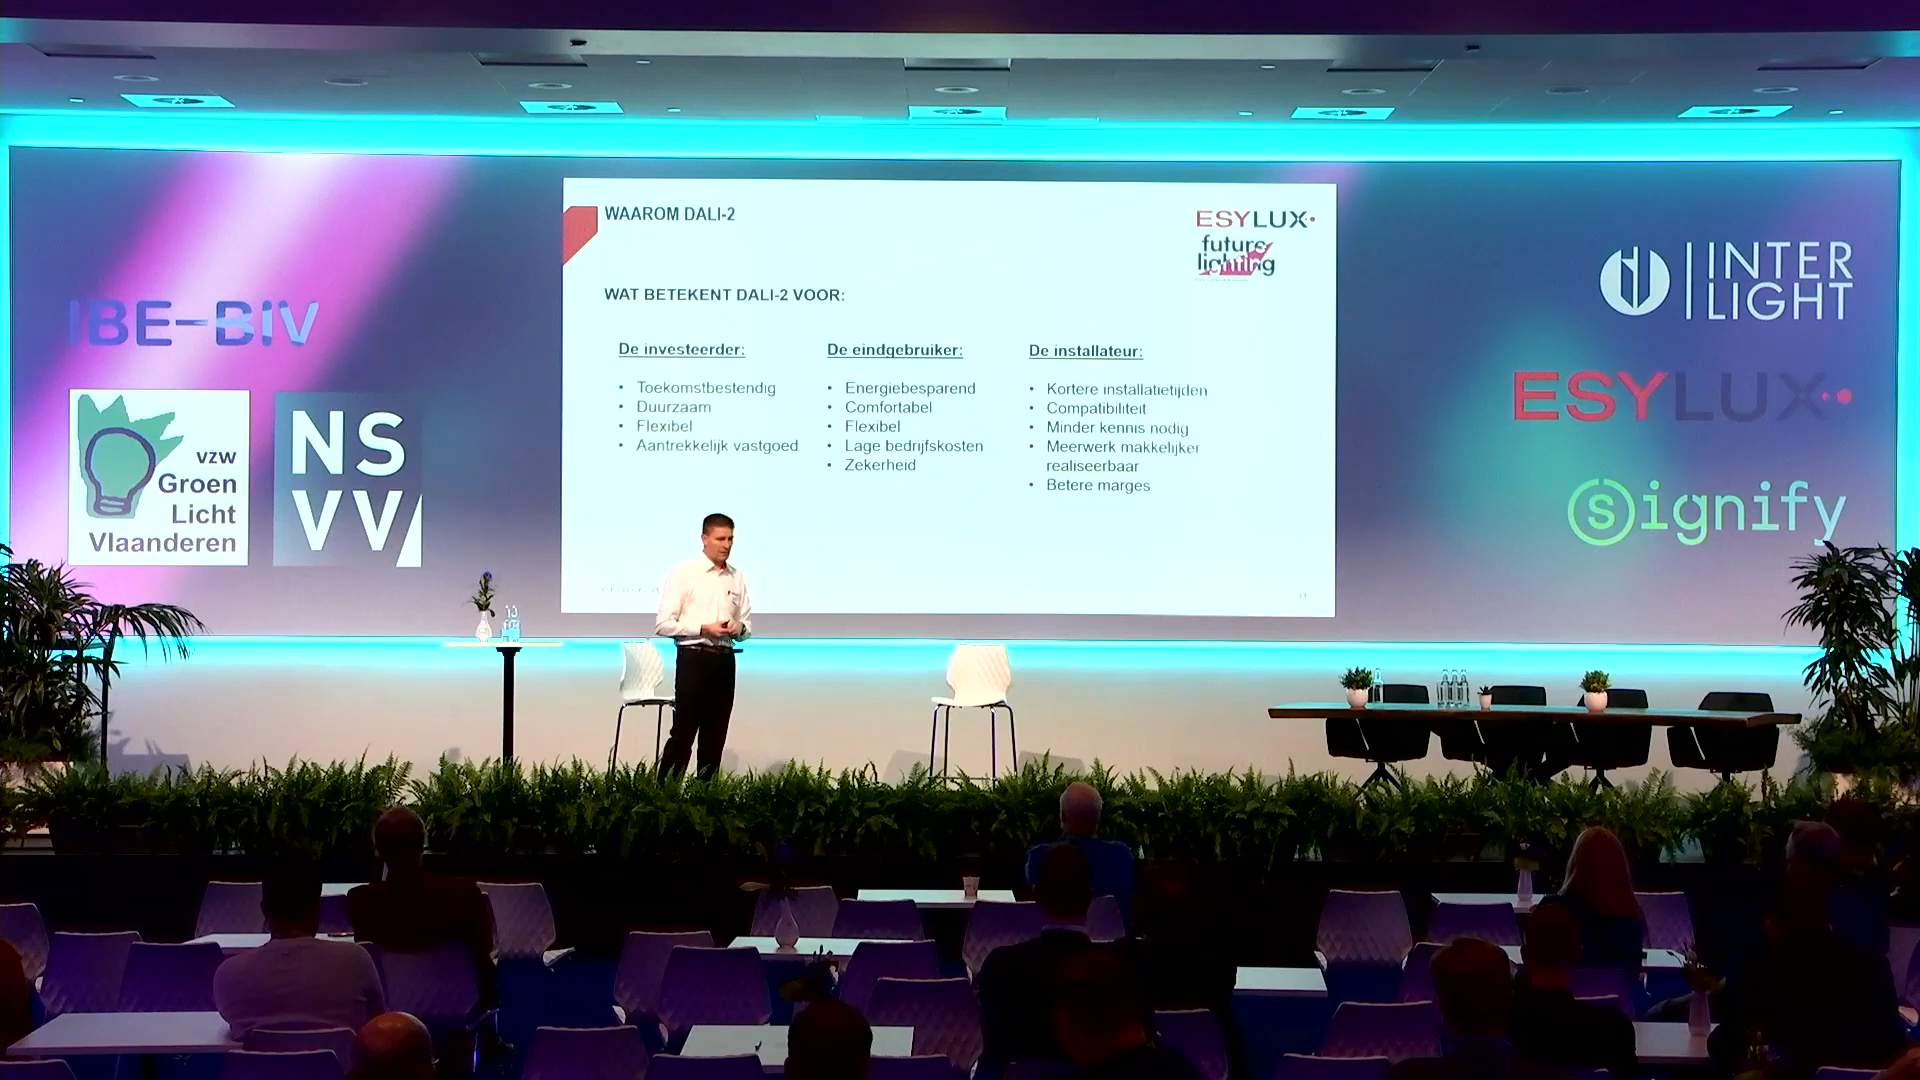 WAAROM DALI-2
ESYLUX
future
lighting
WAT BETEKENT DALI-2 VOOR:
De investeerder:
• Toekomstbestendig
• Duurzaam
• Flexibel
• Aantrekkelijk vastgoed
De eindgebruiker:
• Energiebesparend
• Comfortabel
• Flexibel
• Lage bedrijfskosten
• Zekerheid
De installateur:
• Kortere installatietijden
• Compatibiliteit
• Minder kennis nodig
• Meerwerk makkelijker
realiseerbaar
• Betere marges
IBE-BIV
vzw
Groen
Licht
Vlaanderen
NS
VV
INTER
LIGHT
ESYLUX
Signify